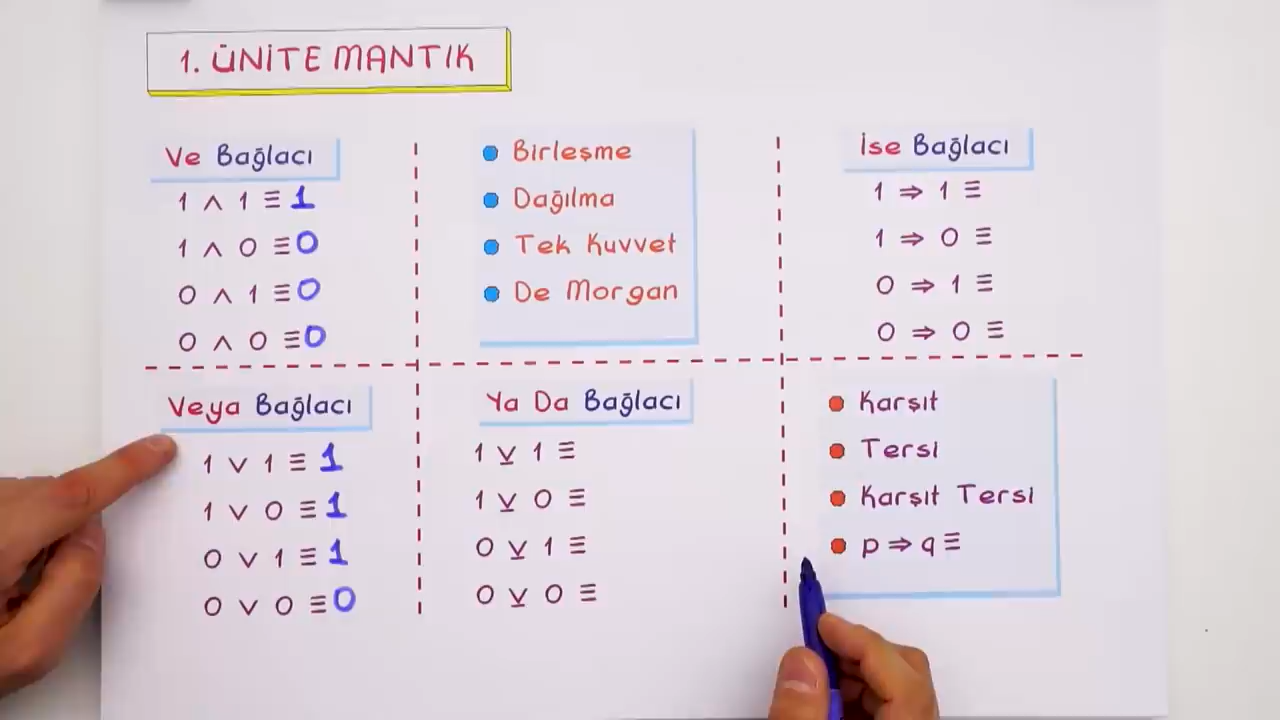 1. ÜNİTE MANTIK
Ve Bağlacı
1 ∧ 1 ≡ 1
1 ∧ 0 ≡ 0
0 ∧ 1 ≡ 0
0 ∧ 0 ≡ 0
Birleşme
Dağılma
Tek Kuvvet
De Morgan
İse Bağlacı
1 ⇒ 1 ≡
1 ⇒ 0 ≡
0 ⇒ 1 ≡
0 ⇒ 0 ≡
Veya Bağlacı
1 ∨ 1 ≡ 1
1 ∨ 0 ≡ 1
0 ∨ 1 ≡ 1
0 ∨ 0 ≡ 0
Ya Da Bağlacı
1 ⊻ 1 ≡
1 ⊻ 0 ≡
0 ⊻ 1 ≡
0 ⊻ 0 ≡
Karşıt
Tersi
Karşıt Tersi
p ⇒ q ≡